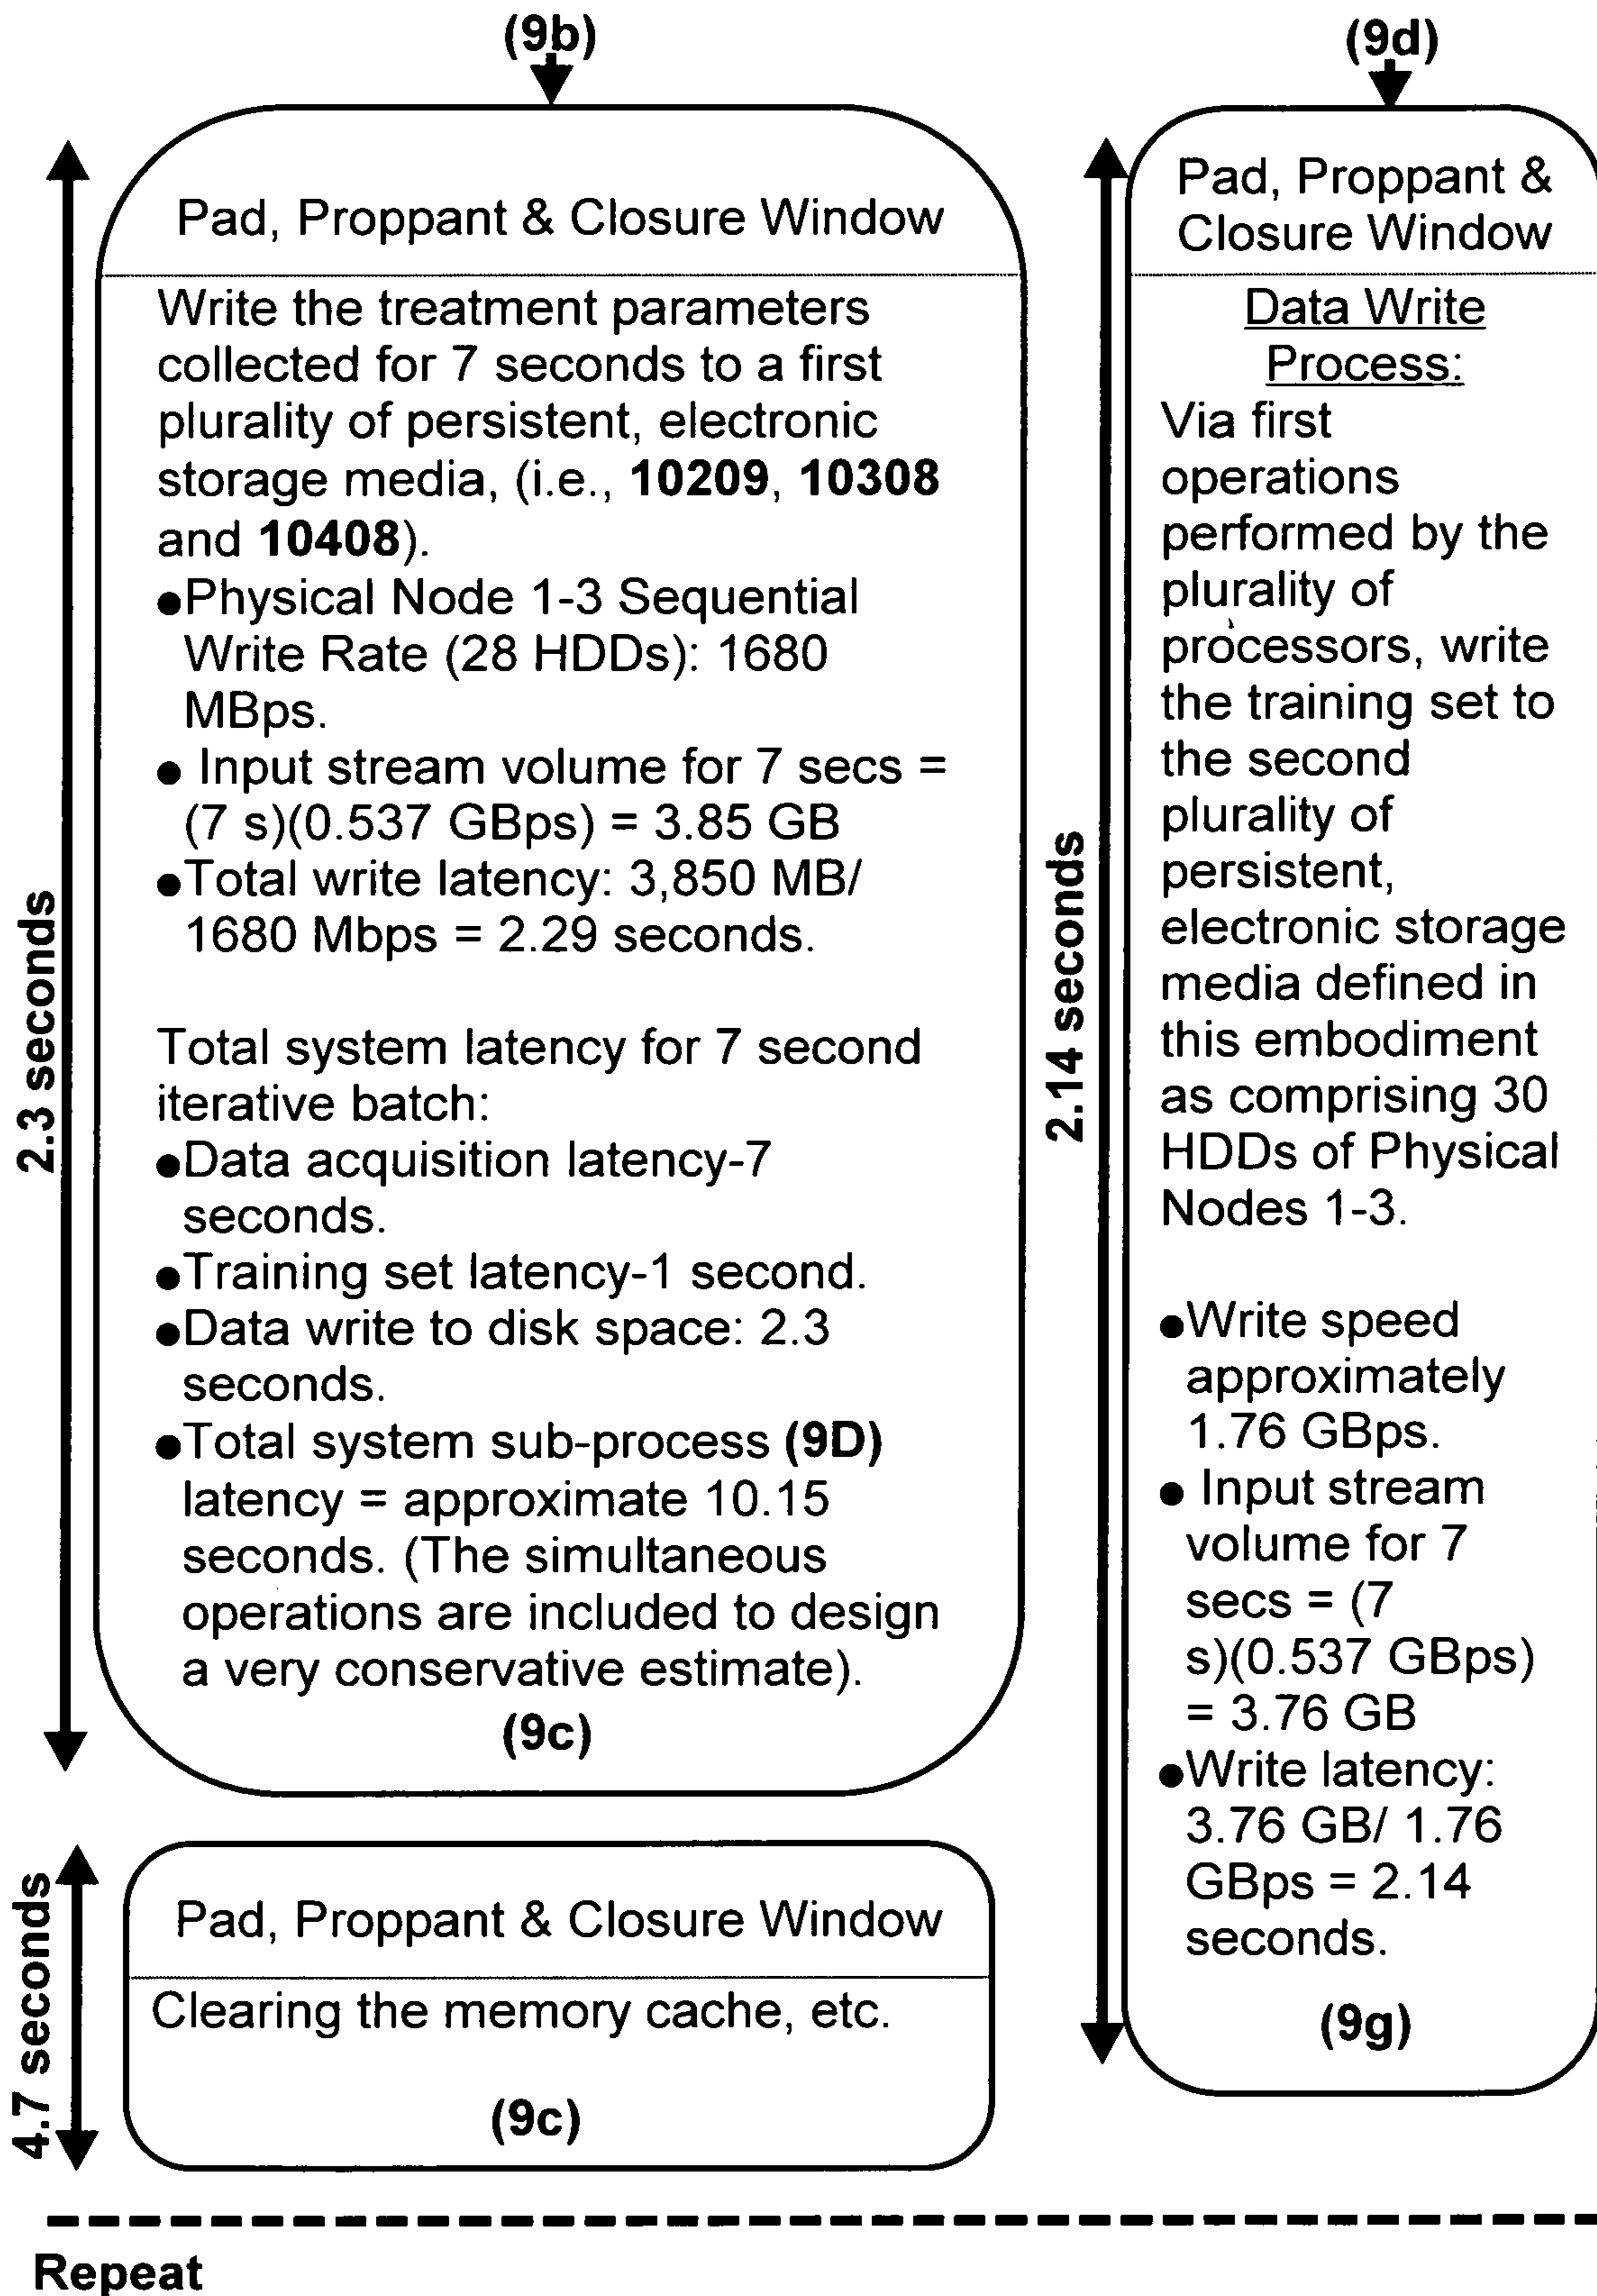 (9b)
2.3 seconds
Pad, Proppant & Closure Window
Write the treatment parameters
collected for 7 seconds to a first
plurality of persistent, electronic
storage media, (i.e., 10209, 10308
and 10408).
●Physical Node 1-3 Sequential
Write Rate (28 HDDs): 1680
MBps.
● Input stream volume for 7 secs =
(7 s)(0.537 GBps) = 3.85 GB
●Total write latency: 3,850 MB/
1680 Mbps = 2.29 seconds.
Total system latency for 7 second
iterative batch:
●Data acquisition latency-7
seconds.
●Training set latency-1 second.
●Data write to disk space: 2.3
seconds.
●Total system sub-process (9D)
latency = approximate 10.15
seconds. (The simultaneous
operations are included to design
a very conservative estimate).
(9c)
4.7 seconds
Pad, Proppant & Closure Window
Clearing the memory cache, etc.
(9c)
(9d)
2.14 seconds
Pad, Proppant &
Closure Window
Data Write
Process:
Via first
operations
performed by the
plurality of
processors, write
the training set to
the second
plurality of
persistent,
electronic storage
media defined in
this embodiment
as comprising 30
HDDs of Physical
Nodes 1-3.
●Write speed
approximately
1.76 GBps.
● Input stream
volume for 7
secs = (7
s)(0.537 GBps)
= 3.76 GB
●Write latency:
3.76 GB/ 1.76
GBps = 2.14
seconds.
(9g)
Repeat